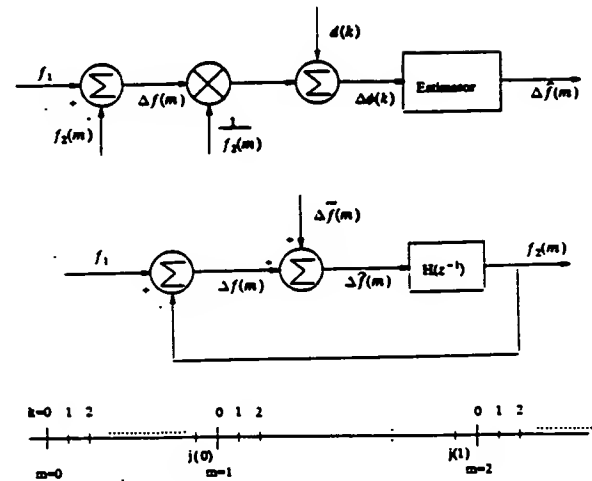 d(k)
f₁ + Σ Δf(m) Σ Δϕ(k) Estimator Δf̂(m)
f₂(m) 1/f₂(m)
Δf̄(m)
f₁ + Σ Δf(m) + + Σ Δf̂(m) H(z⁻¹) f₂(m)
k=0 1 2 0 1 2 0 1 2
j(0) j(1)
m=0 m=1 m=2